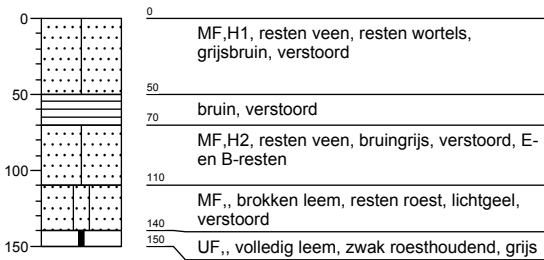 0
0
MF,H1, resten veen, resten wortels,
grijsbruin, verstoord
50
50
bruin, verstoord
70
MF,H2, resten veen, bruingrijs, verstoord, E-
en B-resten
100
110
MF,, brokken leem, resten roest, lichtgeel,
verstoord
140
150
150
UF,, volledig leem, zwak roesthoudend, grijs